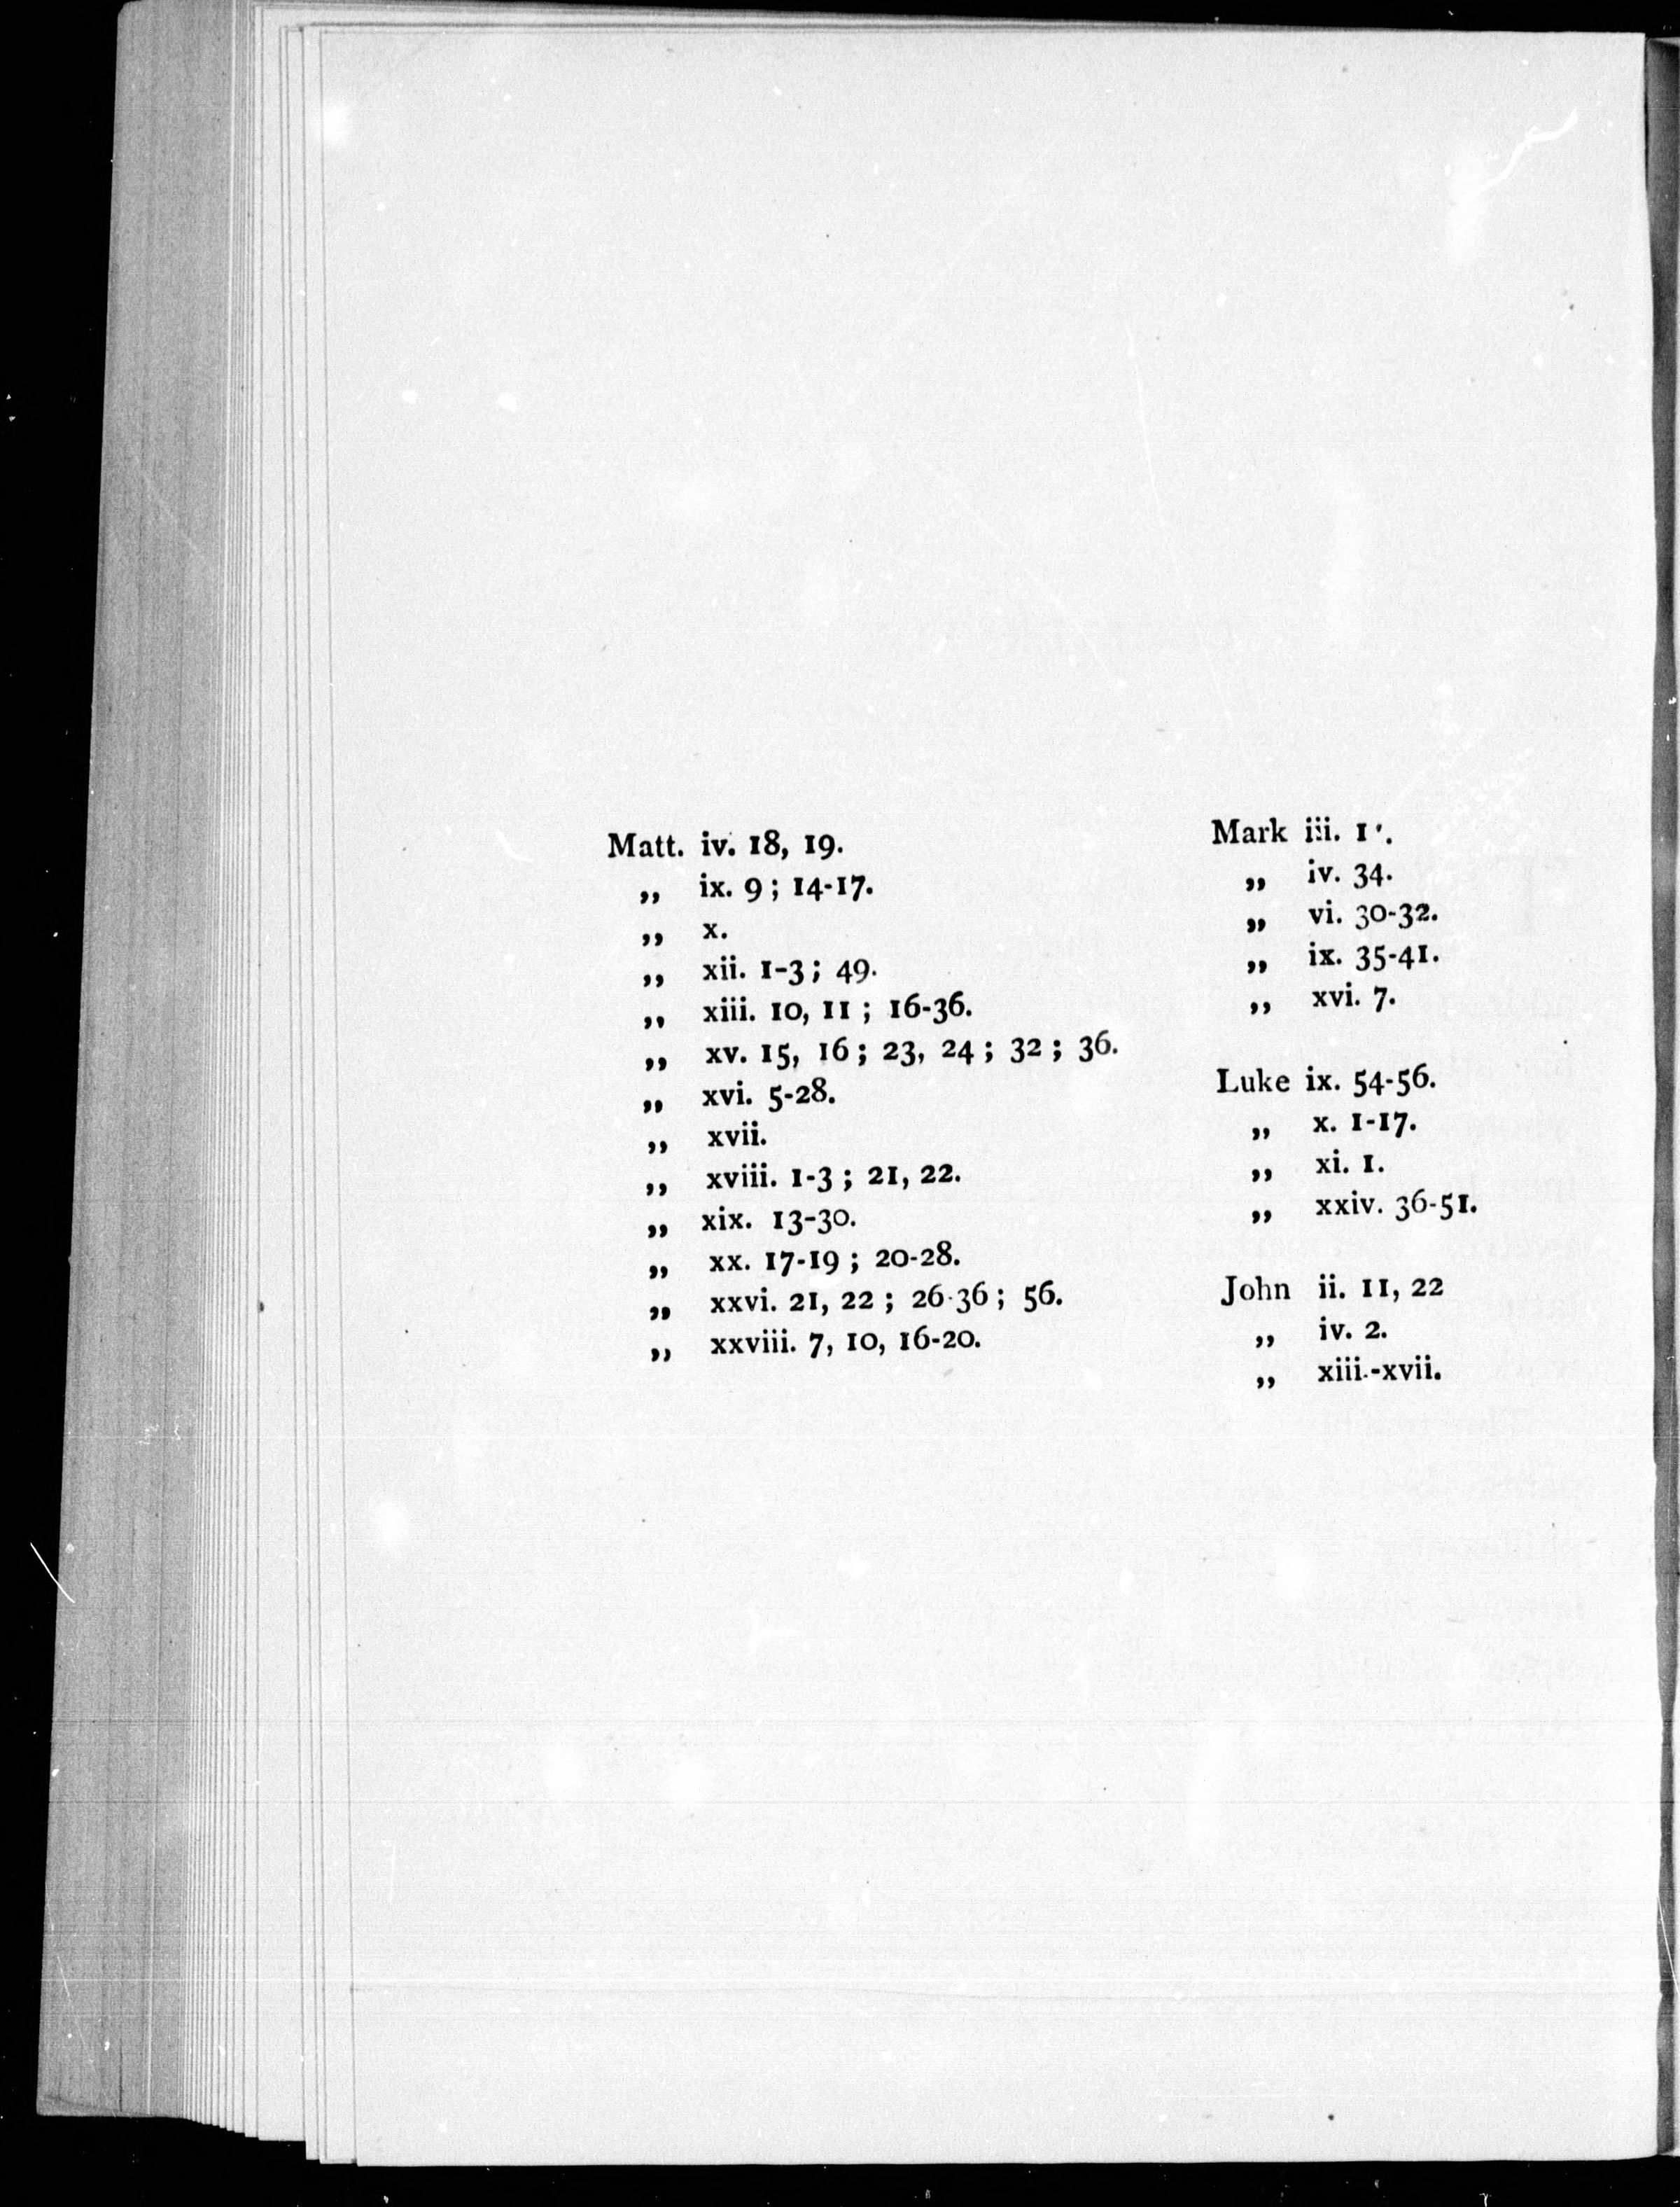 Matt. iv. 18, 19.
„ ix. 9 ; 14-17.
„ x.
„ xii. 1-3 ; 49.
„ xiii. 10, 11 ; 16-36.
„ xv. 15, 16 ; 23, 24 ; 32 ; 36.
„ xvi. 5-28.
„ xvii.
„ xviii. 1-3 ; 21, 22.
„ xix. 13-30.
„ xx. 17-19 ; 20-28.
„ xxvi. 21, 22 ; 26-36 ; 56.
„ xxviii. 7, 10, 16-20.
Mark iii.
„ iv. 34.
„ vi. 30-32.
„ ix. 35-41.
„ xvi. 7.
Luke ix. 54-56.
„ x. 1-17.
„ xi. 1.
„ xxiv. 36-51.
John ii. 11, 22
„ iv. 2.
„ xiii.-xvii.